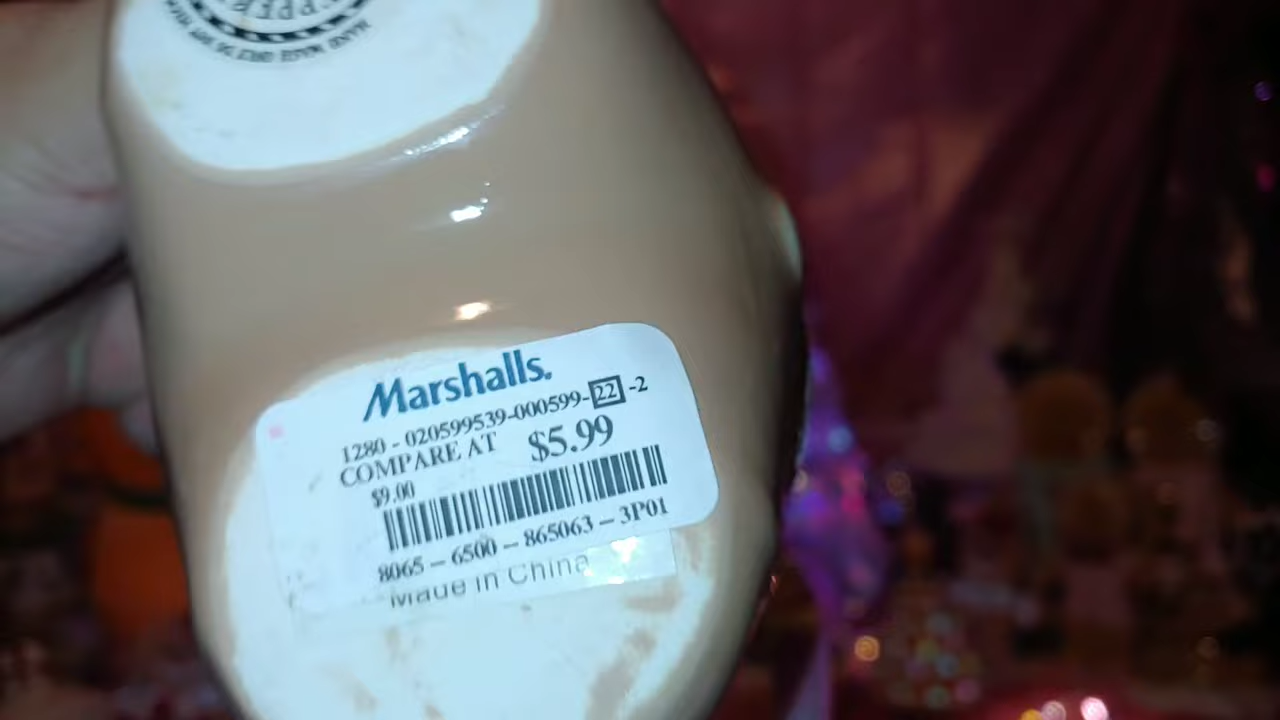 Marshalls.
1280 - 020599539-000599-22 -2
COMPARE AT $5.99
$9.00
8065 – 6500 – 865063 – 3P01
Made in China